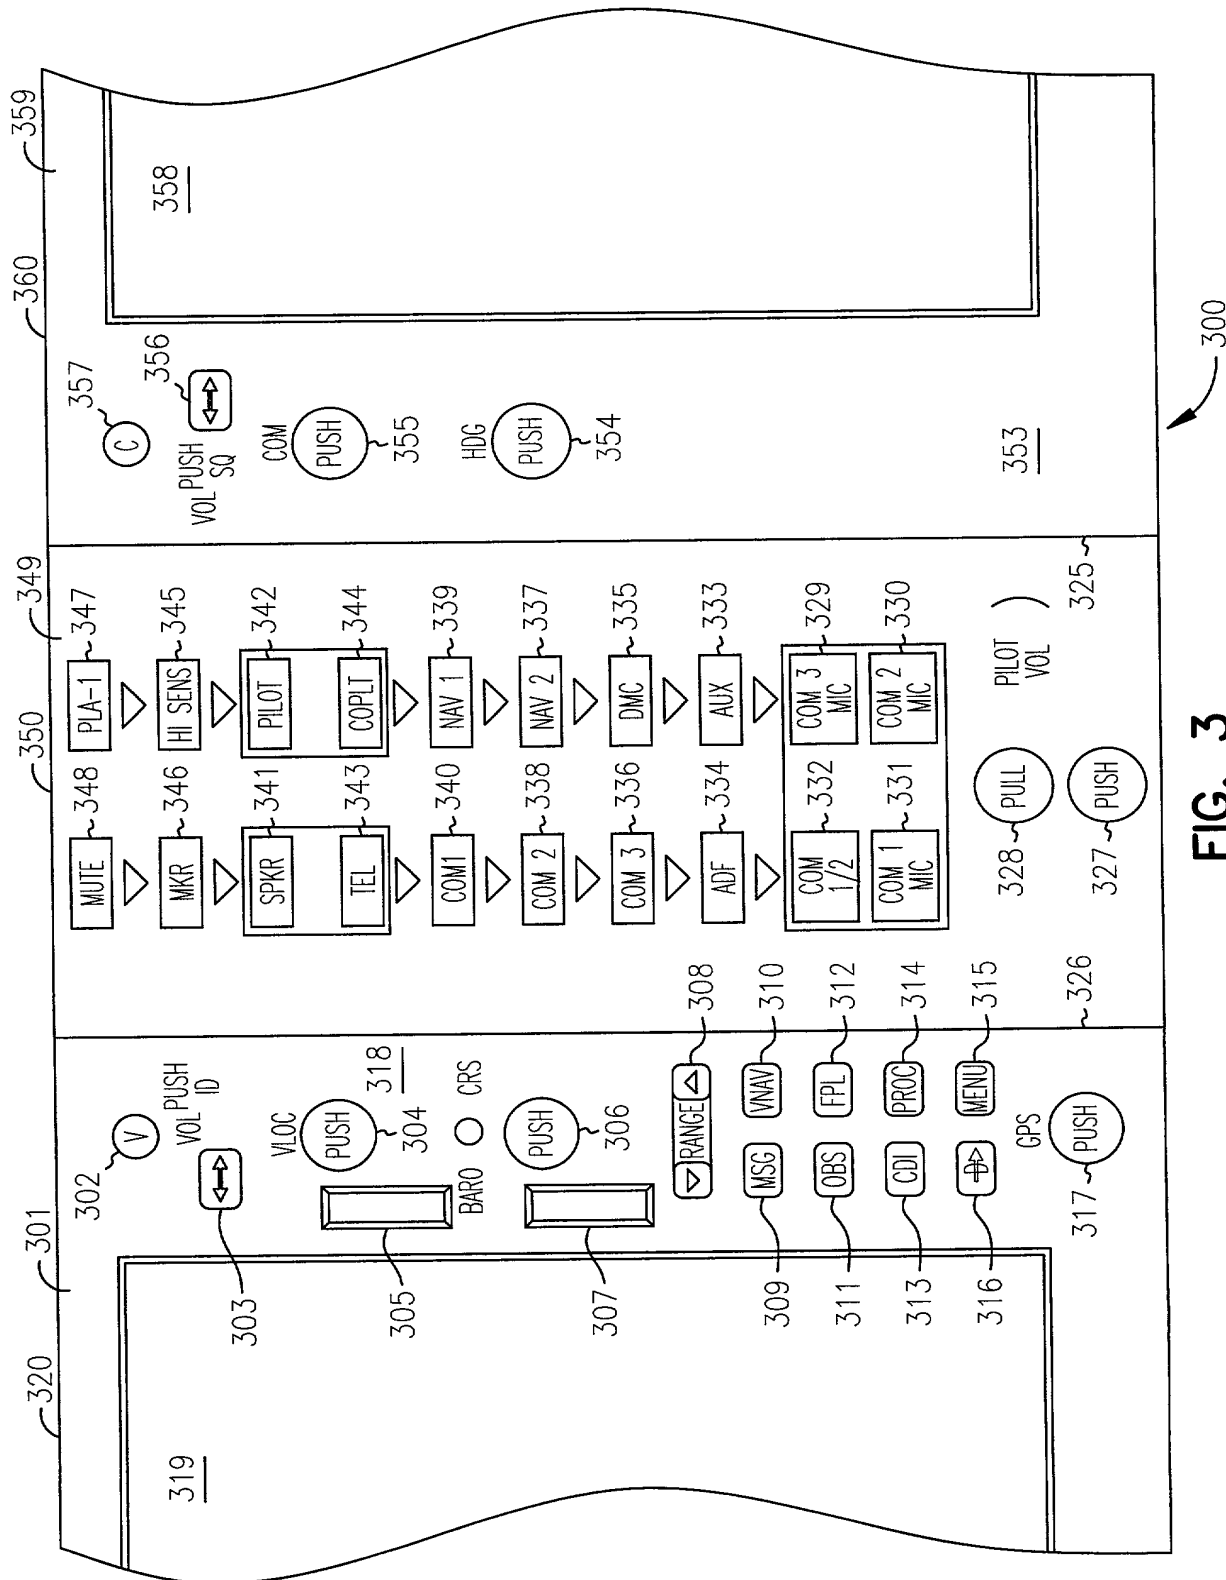 320
301
350
349
360
359
302
V
VOL PUSH
ID
303
VLOC
PUSH
304
318
305
BARO
CRS
PUSH
306
307
RANGE
308
309
MSG
VNAV
310
311
OBS
FPL
312
313
CDI
PROC
314
316
D
MENU
315
GPS
PUSH
317
319
326
348
MUTE
PLA-1
347
346
MKR
HI SENS
345
341
SPKR
PILOT
342
343
TEL
COPLT
344
340
COM1
NAV 1
339
338
COM 2
NAV 2
337
336
COM 3
DMC
335
334
ADF
AUX
333
332
COM
1/2
COM 3
MIC
329
331
COM 1
MIC
COM 2
MIC
330
328
PULL
PILOT
VOL
327
PUSH
325
357
C
VOL PUSH
SQ
356
COM
PUSH
355
HDG
PUSH
354
353
358
300
FIG. 3